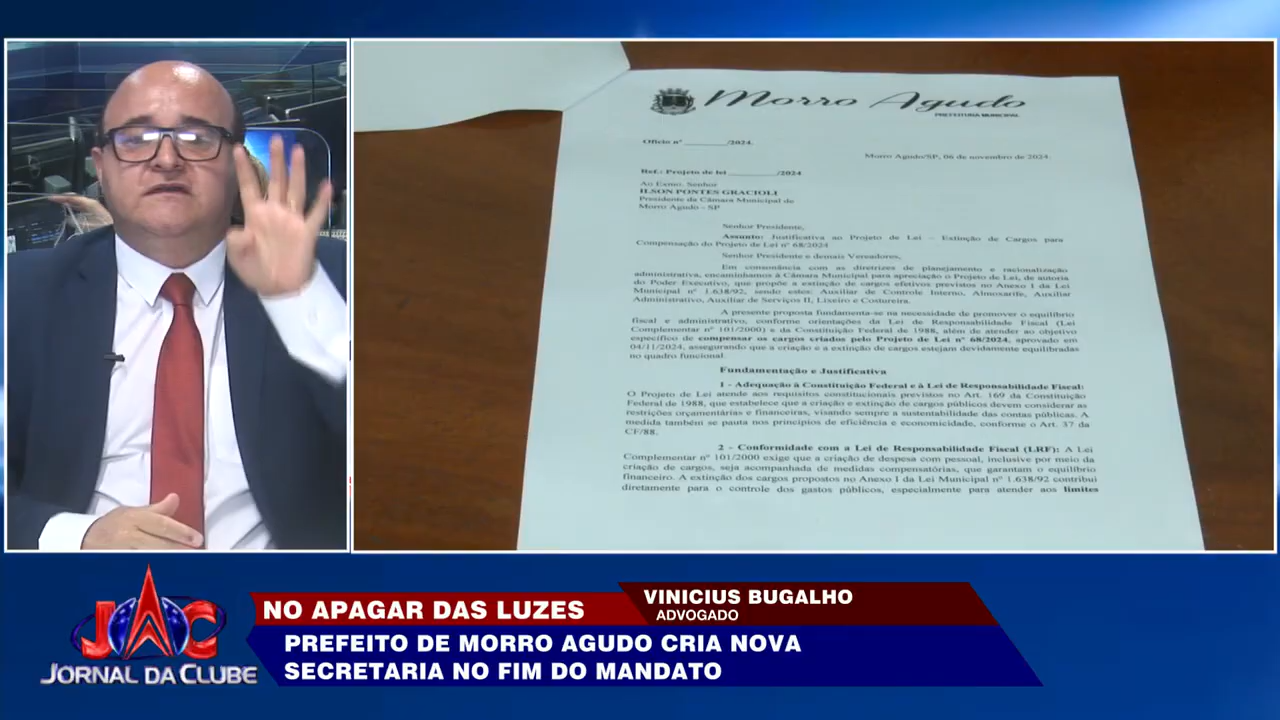 Morro Agudo
PREFEITURA MUNICIPAL
Ofício nº ________/2024.
Morro Agudo/SP, 06 de novembro de 2024.
Ref.: Projeto de lei ________/2024
Ao Exmo. Senhor
ILSON PONTES GRACIOLI
Presidente da Câmara Municipal de
Morro Agudo - SP
Senhor Presidente,
Assunto: Justificativa ao Projeto de Lei – Extinção de Cargos para
Compensação do Projeto de Lei nº 68/2024
Senhor Presidente e demais Vereadores,
Em consonância com as diretrizes de planejamento e racionalização
administrativa, encaminhamos à Câmara Municipal para apreciação o Projeto de Lei, de autoria
do Poder Executivo, que propõe a extinção de cargos efetivos previstos no Anexo I da Lei
Municipal nº 1.638/92, sendo estes: Auxiliar de Controle Interno, Almoxarife, Auxiliar
Administrativo, Auxiliar de Serviços II, Lixeiro e Costureira.
A presente proposta fundamenta-se na necessidade de promover o equilíbrio
fiscal e administrativo, conforme orientações da Lei de Responsabilidade Fiscal (Lei
Complementar nº 101/2000) e da Constituição Federal de 1988, além de atender ao objetivo
específico de compensar os cargos criados pelo Projeto de Lei nº 68/2024, aprovado em
04/11/2024, assegurando que a criação e a extinção de cargos estejam devidamente equilibradas
no quadro funcional.
Fundamentação e Justificativa
1 - Adequação à Constituição Federal e à Lei de Responsabilidade Fiscal:
O Projeto de Lei atende aos requisitos constitucionais previstos no Art. 169 da Constituição
Federal de 1988, que estabelece que a criação e extinção de cargos públicos devem considerar as
restrições orçamentárias e financeiras, visando sempre a sustentabilidade das contas públicas. A
medida também se pauta nos princípios de eficiência e economicidade, conforme o Art. 37 da
CF/88.
2 - Conformidade com a Lei de Responsabilidade Fiscal (LRF): A Lei
Complementar nº 101/2000 exige que a criação de despesa com pessoal, inclusive por meio da
criação de cargos, seja acompanhada de medidas compensatórias, que garantam o equilíbrio
financeiro. A extinção dos cargos propostos no Anexo I da Lei Municipal nº 1.638/92 contribui
diretamente para o controle dos gastos públicos, especialmente para atender aos limites
JAC
JORNAL DA CLUBE
NO APAGAR DAS LUZES
VINICIUS BUGALHO
ADVOGADO
PREFEITO DE MORRO AGUDO CRIA NOVA
SECRETARIA NO FIM DO MANDATO